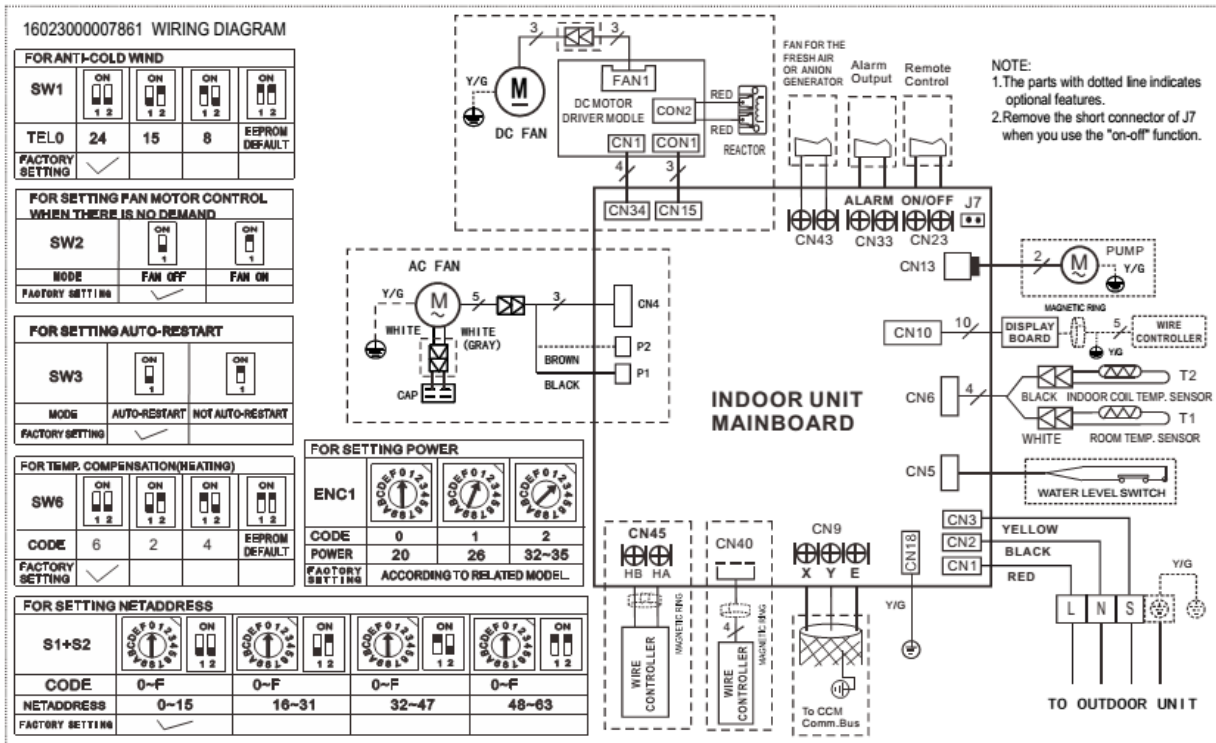 16023000007861 WIRING DIAGRAM
FOR ANTI-COLD WIND
SW1 ON 1 2 ON 1 2 ON 1 2 ON 1 2
TEL0 24 15 8 EEPROM DEFAULT
FACTORY SETTING
FOR SETTING FAN MOTOR CONTROL
WHEN THERE IS NO DEMAND
SW2 ON 1 ON 1
MODE FAN OFF FAN ON
FACTORY SETTING
FOR SETTING AUTO-RESTART
SW3 ON 1 ON 1
MODE AUTO-RESTART NOT AUTO-RESTART
FACTORY SETTING
FOR TEMP. COMPENSATION(HEATING)
SW6 ON 1 2 ON 1 2 ON 1 2 ON 1 2
CODE 6 2 4 EEPROM DEFAULT
FACTORY SETTING
FOR SETTING POWER
ENC1 0123456789ABCDEF 0123456789ABCDEF 0123456789ABCDEF
CODE 0 1 2
POWER 20 26 32~35
FACTORY SETTING ACCORDING TO RELATED MODEL
FOR SETTING NETADDRESS
S1+S2 0123456789ABCDEF ON 1 2 0123456789ABCDEF ON 1 2 0123456789ABCDEF ON 1 2 0123456789ABCDEF ON 1 2
CODE 0~F 0~F 0~F 0~F
NETADDRESS 0~15 16~31 32~47 48~63
FACTORY SETTING
3 3
Y/G M
DC FAN
FAN1
DC MOTOR
DRIVER MODLE
CON2
RED
RED
REACTOR
CN1 CON1
4 3
CN34 CN15
FAN FOR THE
FRESH AIR
OR ANION
GENERATOR
Alarm
Output
Remote
Control
NOTE:
1.The parts with dotted line indicates
optional features.
2.Remove the short connector of J7
when you use the "on-off" function.
ALARM ON/OFF J7
CN43 CN33 CN23
AC FAN
Y/G M 5 3
CN4
WHITE WHITE
(GRAY)
P2
BROWN
P1
BLACK
CAP
INDOOR UNIT
MAINBOARD
CN13 2 M PUMP
Y/G
MAGNETIC RING
CN10 10 DISPLAY
BOARD
5
Y/G
WIRE
CONTROLLER
CN6 4
T2
BLACK INDOOR COIL TEMP. SENSOR
T1
WHITE ROOM TEMP. SENSOR
CN5
WATER LEVEL SWITCH
CN3 YELLOW
CN2 BLACK
CN1 RED
CN45
HB HA
MAGNETIC RING
WIRE
CONTROLLER
CN40
4
MAGNETIC RING
WIRE
CONTROLLER
CN9
X Y E
To CCM
Comm.Bus
CN18
Y/G
L N S
Y/G
TO OUTDOOR UNIT